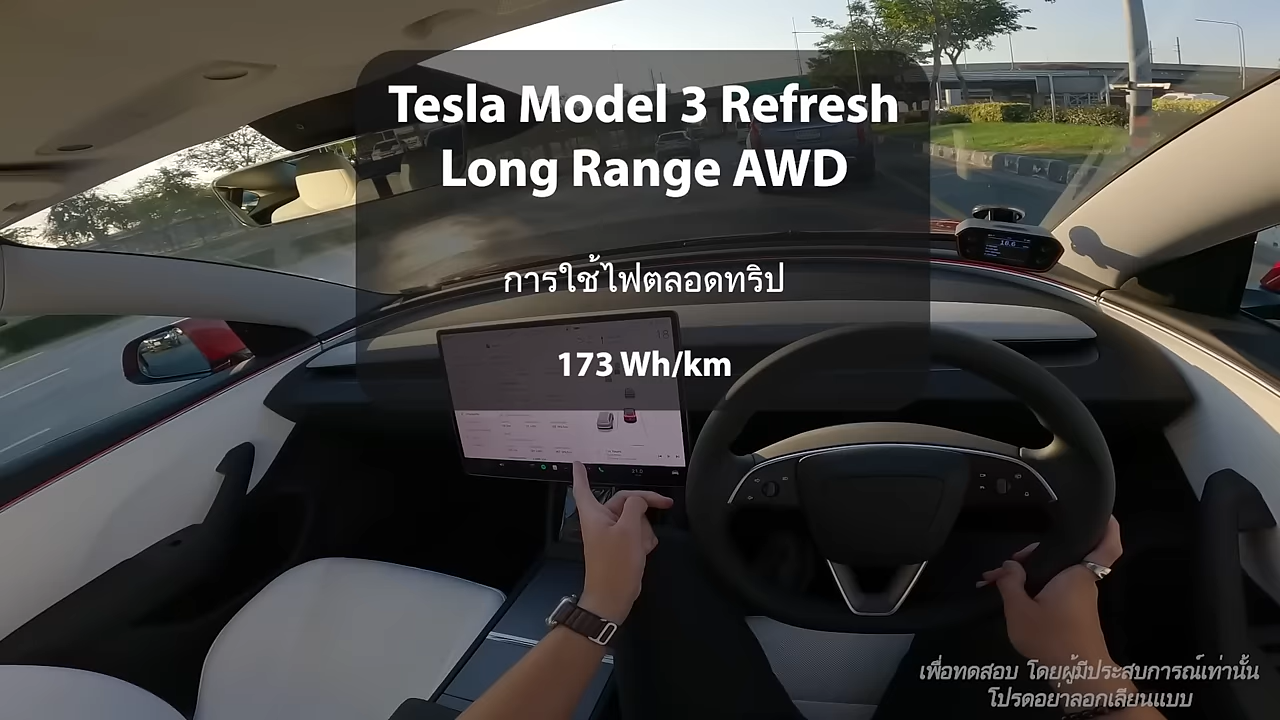 Tesla Model 3 Refresh
Long Range AWD
การใช้ไฟตลอดทริป
173 Wh/km
เพื่อทดสอบ โดยผู้มีประสบการณ์เท่านั้น
โปรดอย่าลอกเลียนแบบ